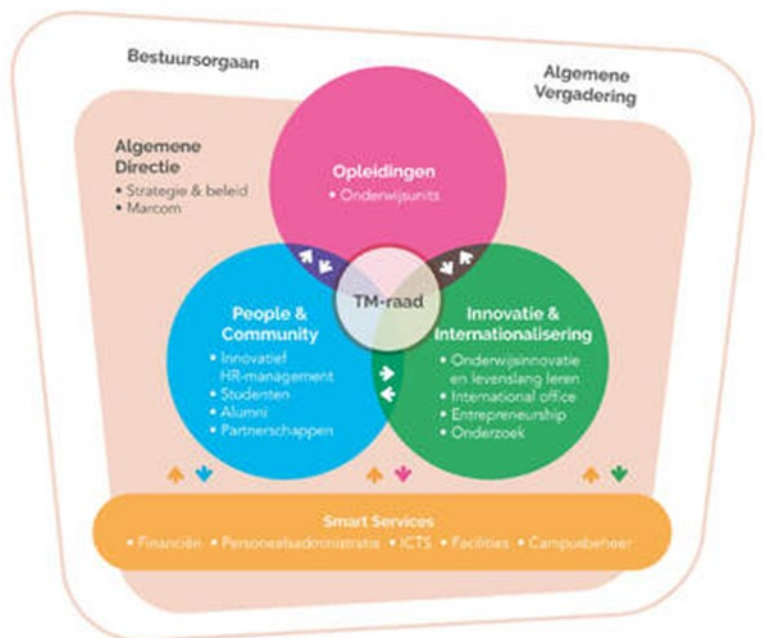 Bestuursorgaan
Algemene
Vergadering
Algemene
Directie
• Strategie & beleid
• Marcom
Opleidingen
• Onderwijsunits
TM-raad
People &
Community
• Innovatief
HR-management
• Studenten
• Alumni
• Partnerschappen
Innovatie &
Internationalisering
• Onderwijsinnovatie
en levenslang leren
• International office
• Entrepreneurship
• Onderzoek
Smart Services
• Financiën • Personeelsadministratie • ICTS • Facilities • Campusbeheer